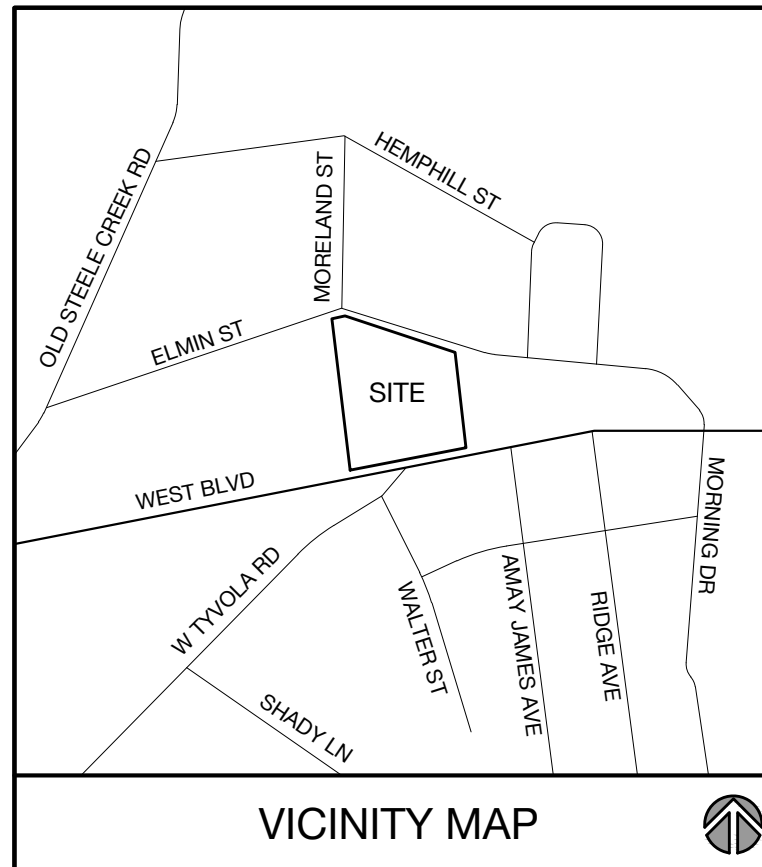 HEMPHILL ST
OLD STEELE CREEK RD
MORELAND ST
ELMIN ST
SITE
WEST BLVD
MORNING DR
W TYVOLA RD
WALTER ST
AMAY JAMES AVE
RIDGE AVE
SHADY LN
VICINITY MAP